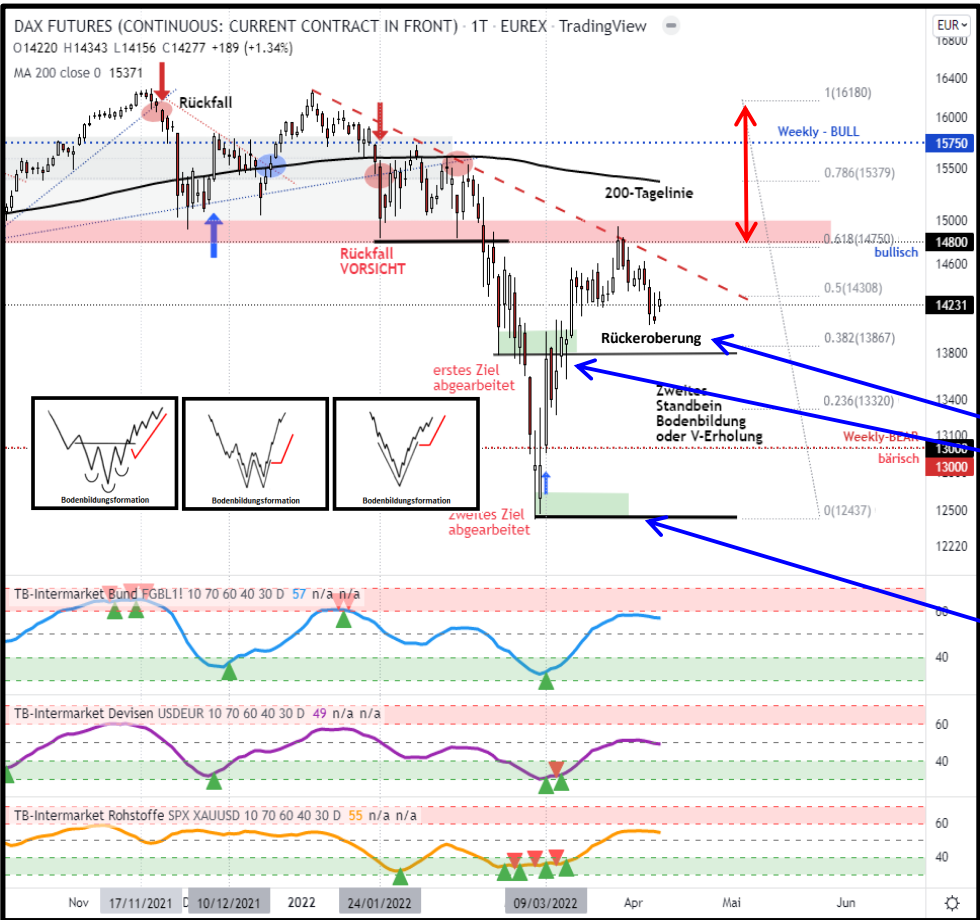 DAX FUTURES (CONTINUOUS: CURRENT CONTRACT IN FRONT) · 1T · EUREX · TradingView
EUR
O14220 H14343 L14156 C14277 +189 (+1.34%)
MA 200 close 0 15371
16800
16400
16000
15750
15500
15000
14800
14600
14231
13800
13400
13100
13000
13000
12500
12220
Rückfall
1(16180)
Weekly - BULL
0.786(15379)
200-Tagelinie
0.618(14750)
bullisch
Rückfall
VORSICHT
0.5(14308)
Rückeroberung
0.382(13867)
erstes Ziel
abgearbeitet
Zweites
Standbein
Bodenbildung
oder V-Erholung
0.236(13320)
Weekly-BEAR
bärisch
Bodenbildungsformation
Bodenbildungsformation
Bodenbildungsformation
zweites Ziel
abgearbeitet
0(12437)
TB-Intermarket Bund FGBL1! 10 70 60 40 30 D 57 n/a n/a
60
40
TB-Intermarket Devisen USDEUR 10 70 60 40 30 D 49 n/a n/a
60
40
TB-Intermarket Rohstoffe SPX XAUUSD 10 70 60 40 30 D 55 n/a n/a
60
40
Nov 17/11/2021 D 10/12/2021 2022 24/01/2022 09/03/2022 Apr Mai Jun